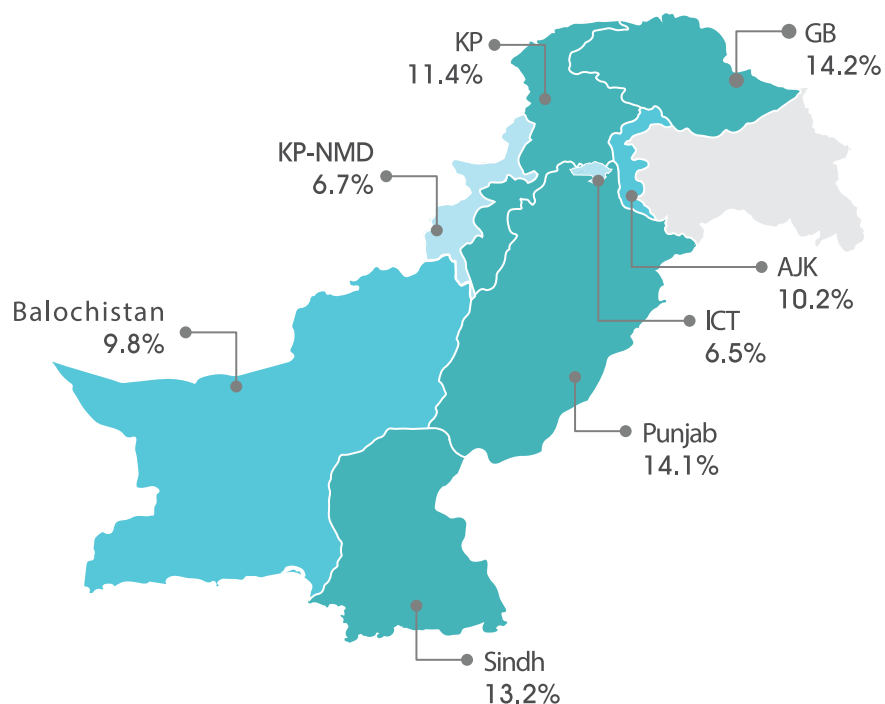 KP
11.4%
GB
14.2%
KP-NMD
6.7%
AJK
10.2%
Balochistan
9.8%
ICT
6.5%
Punjab
14.1%
Sindh
13.2%